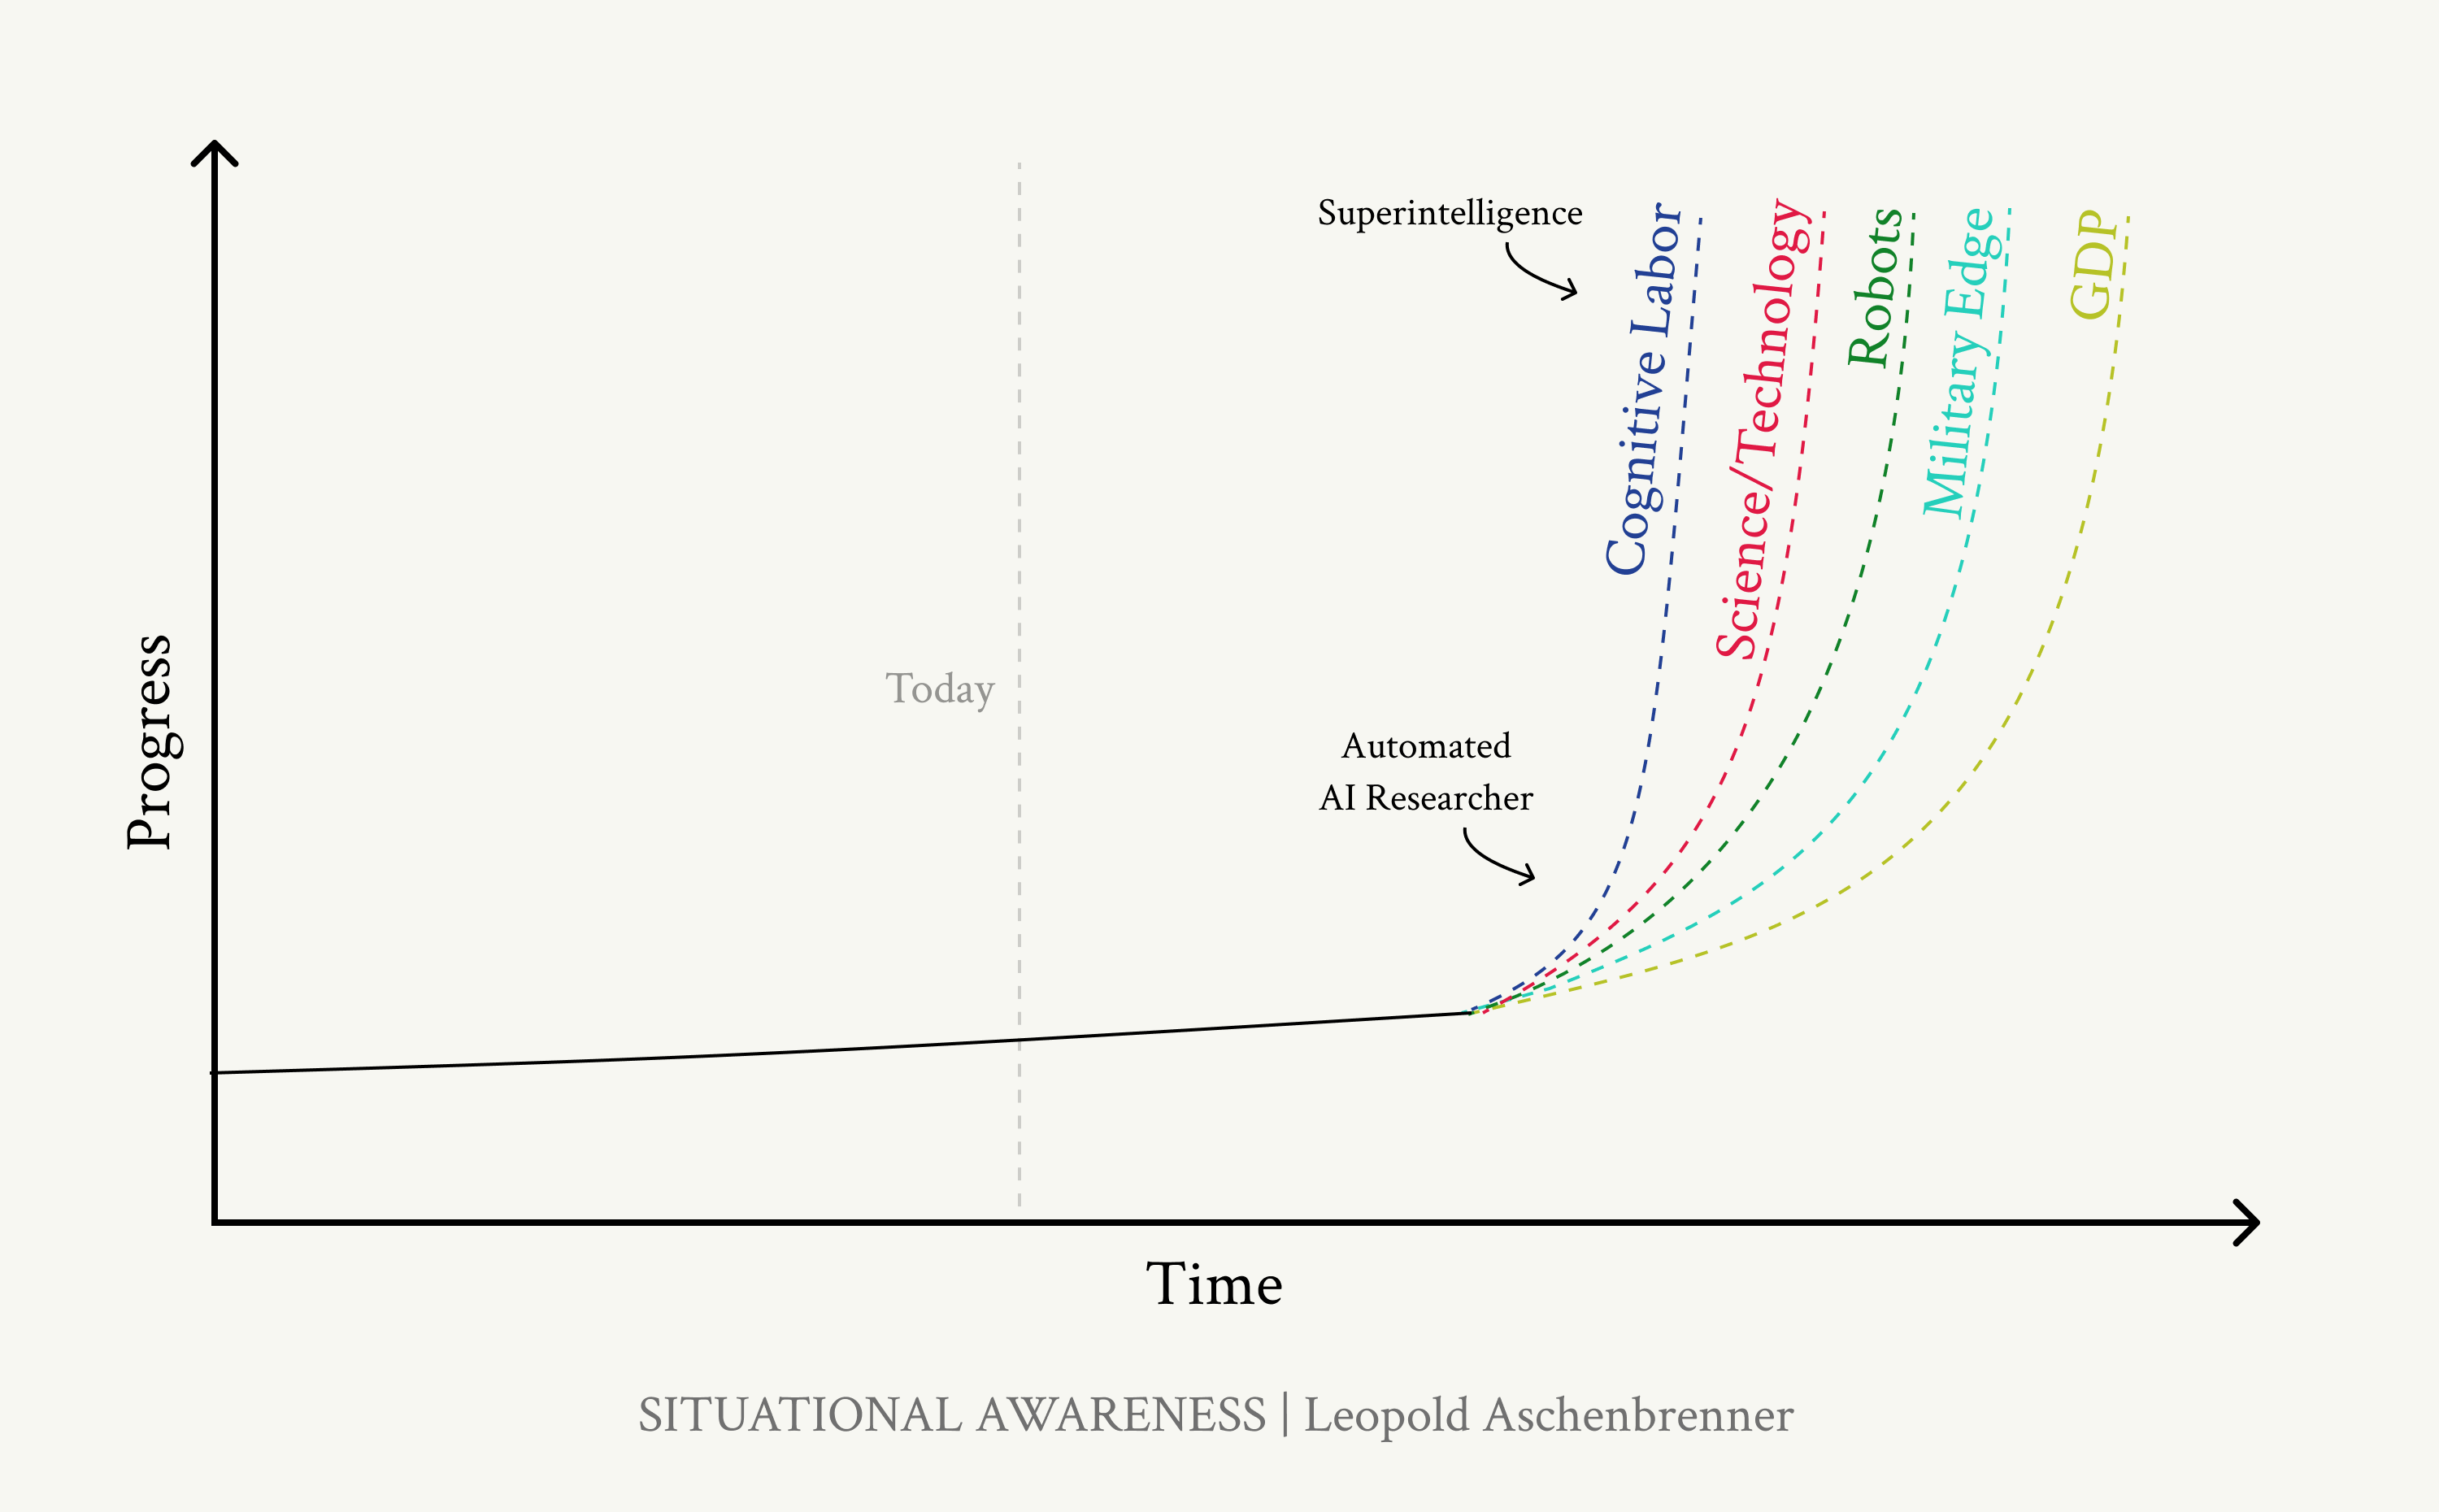 Superintelligence
Cognitive Labor
Science/Technology
Robots
Military Edge
GDP
Progress
Today
Automated
AI Researcher
Time
SITUATIONAL AWARENESS | Leopold Aschenbrenner